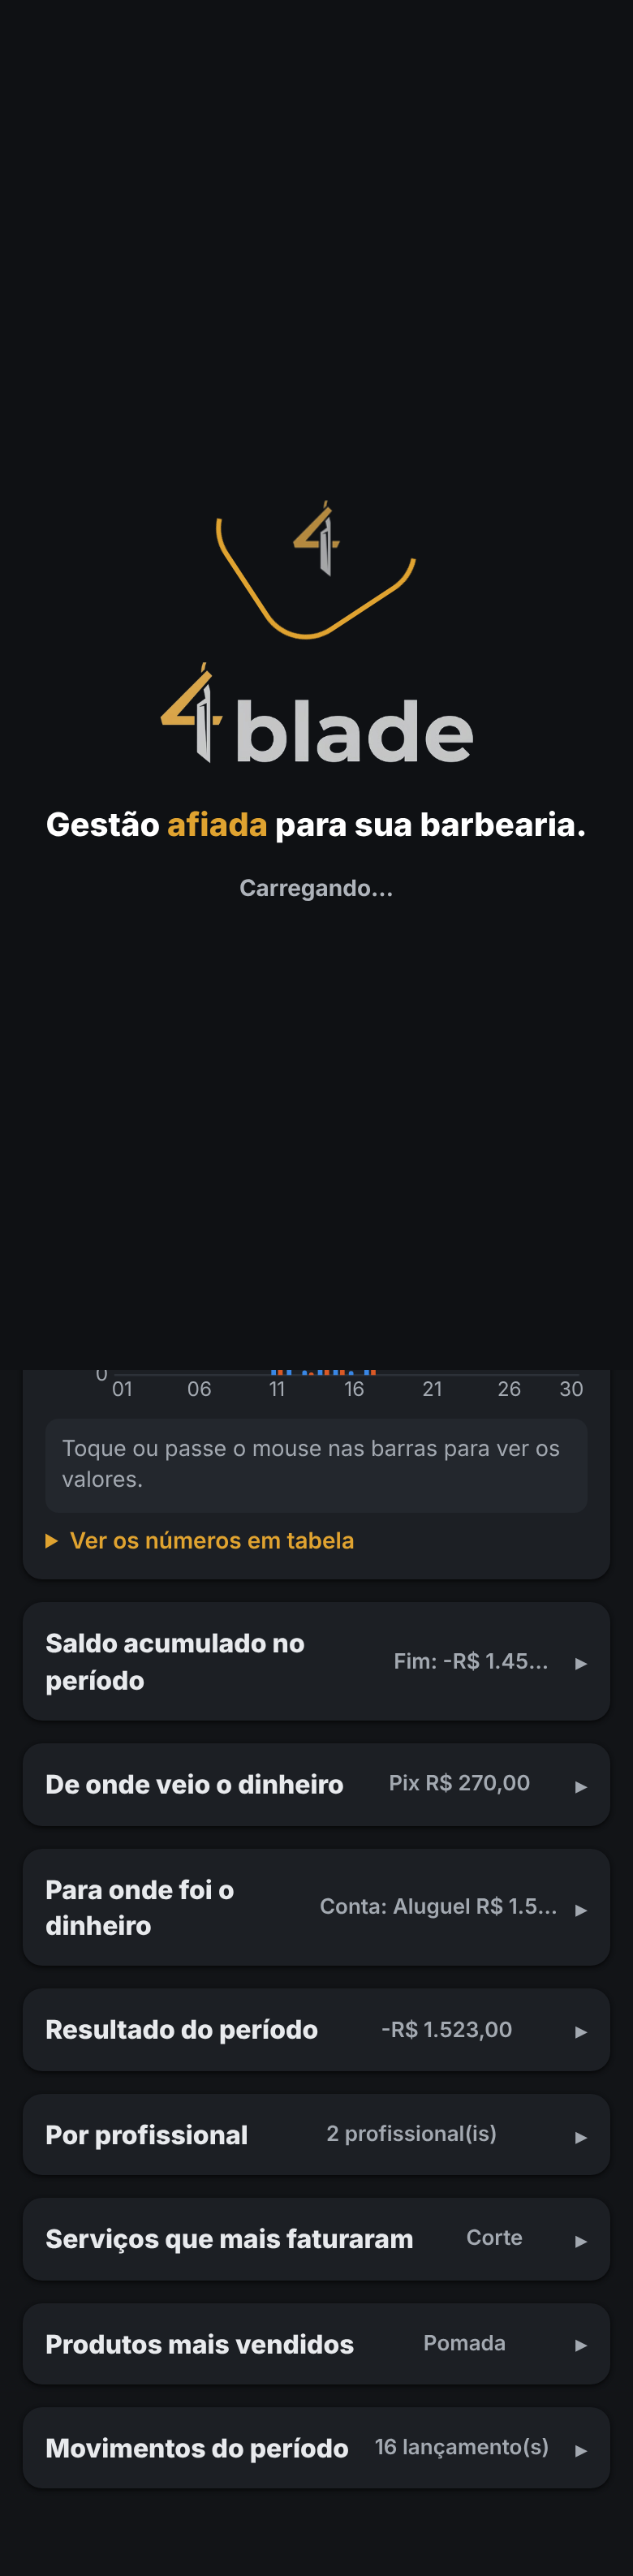 4
4 blade
Gestão afiada para sua barbearia.
Carregando...
0
01 06 11 16 21 26 30
Toque ou passe o mouse nas barras para ver os
valores.
▶ Ver os números em tabela
Saldo acumulado no
período
Fim: -R$ 1.45... ▶
De onde veio o dinheiro Pix R$ 270,00 ▶
Para onde foi o
dinheiro
Conta: Aluguel R$ 1.5... ▶
Resultado do período -R$ 1.523,00 ▶
Por profissional 2 profissional(is) ▶
Serviços que mais faturaram Corte ▶
Produtos mais vendidos Pomada ▶
Movimentos do período 16 lançamento(s) ▶